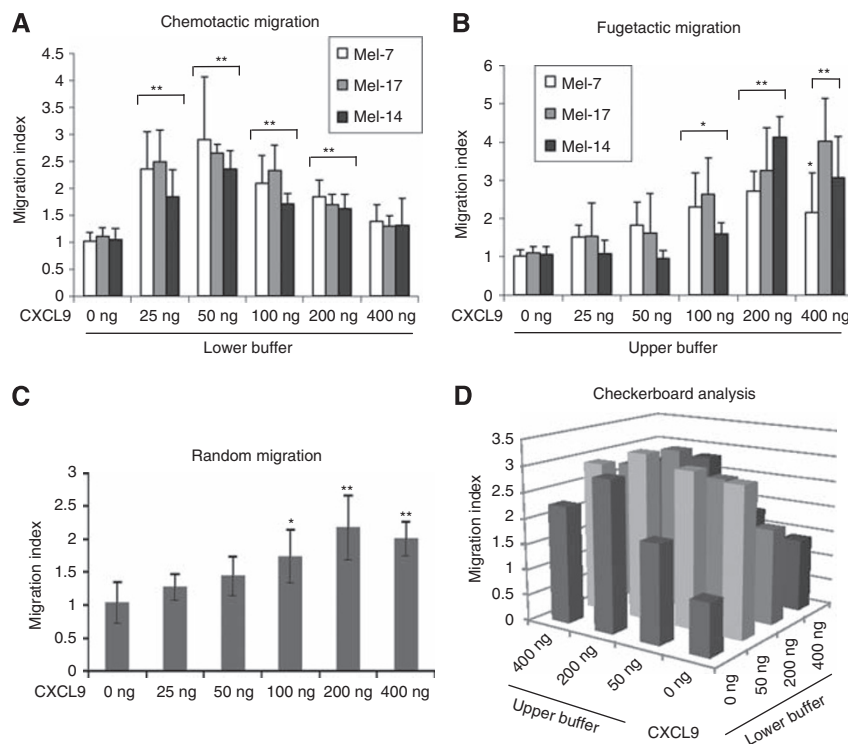 A
Chemotactic migration
Migration index
4.5
4
3.5
3
2.5
2
1.5
1
0.5
0
Mel-7
Mel-17
Mel-14
**
**
**
**
CXCL9 0 ng 25 ng 50 ng 100 ng 200 ng 400 ng
Lower buffer
B
Fugetactic migration
Migration index
6
5
4
3
2
1
0
Mel-7
Mel-17
Mel-14
*
**
**
*
CXCL9 0 ng 25 ng 50 ng 100 ng 200 ng 400 ng
Upper buffer
C
Random migration
Migration index
3
2.5
2
1.5
1
0.5
0
*
**
**
CXCL9 0 ng 25 ng 50 ng 100 ng 200 ng 400 ng
D
Checkerboard analysis
Migration index
3.5
3
2.5
2
1.5
1
0.5
0
400 ng
200 ng
50 ng
0 ng
0 ng
50 ng
200 ng
400 ng
Upper buffer
CXCL9
Lower buffer